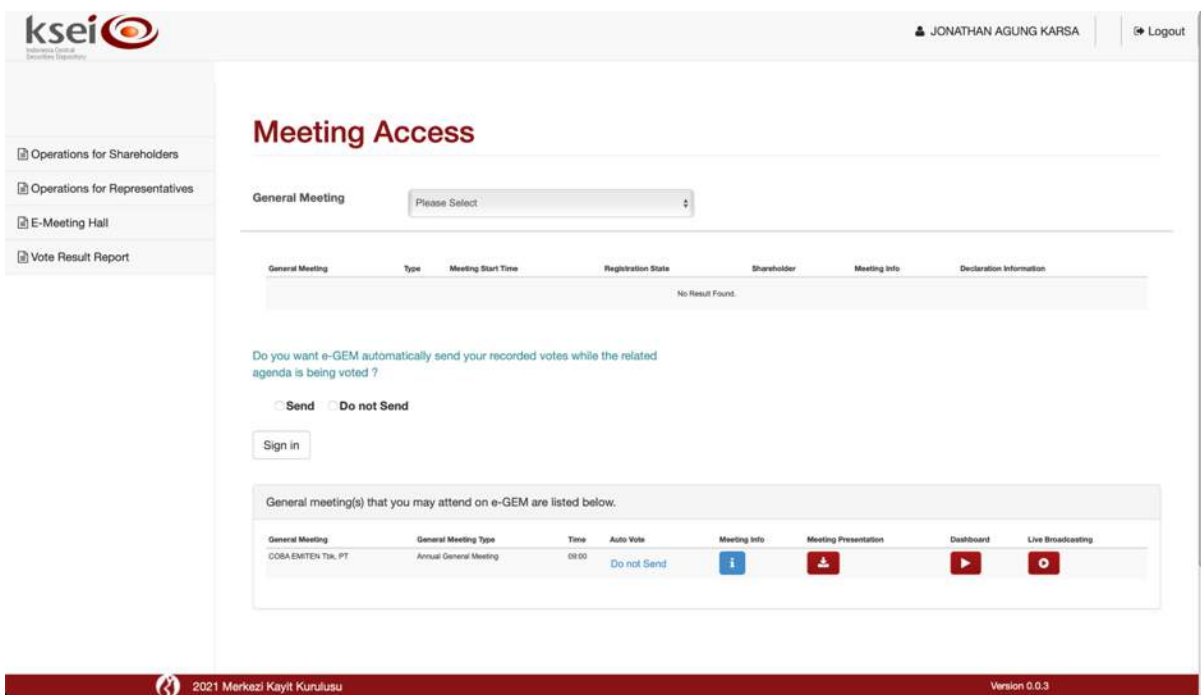 ksei
Indonesia Central
Securities Depository
JONATHAN AGUNG KARSA
Logout
Operations for Shareholders
Operations for Representatives
E-Meeting Hall
Vote Result Report
Meeting Access
General Meeting
Please Select
General Meeting Type Meeting Start Time Registration State Shareholder Meeting Info Declaration Information
No Result Found.
Do you want e-GEM automatically send your recorded votes while the related
agenda is being voted ?
Send Do not Send
Sign in
General meeting(s) that you may attend on e-GEM are listed below.
General Meeting General Meeting Type Time Auto Vote Meeting Info Meeting Presentation Dashboard Live Broadcasting
COBA EMITEN Tbk, PT Annual General Meeting 09:00 Do not Send
2021 Merkezi Kayit Kurulusu
Version 0.0.3